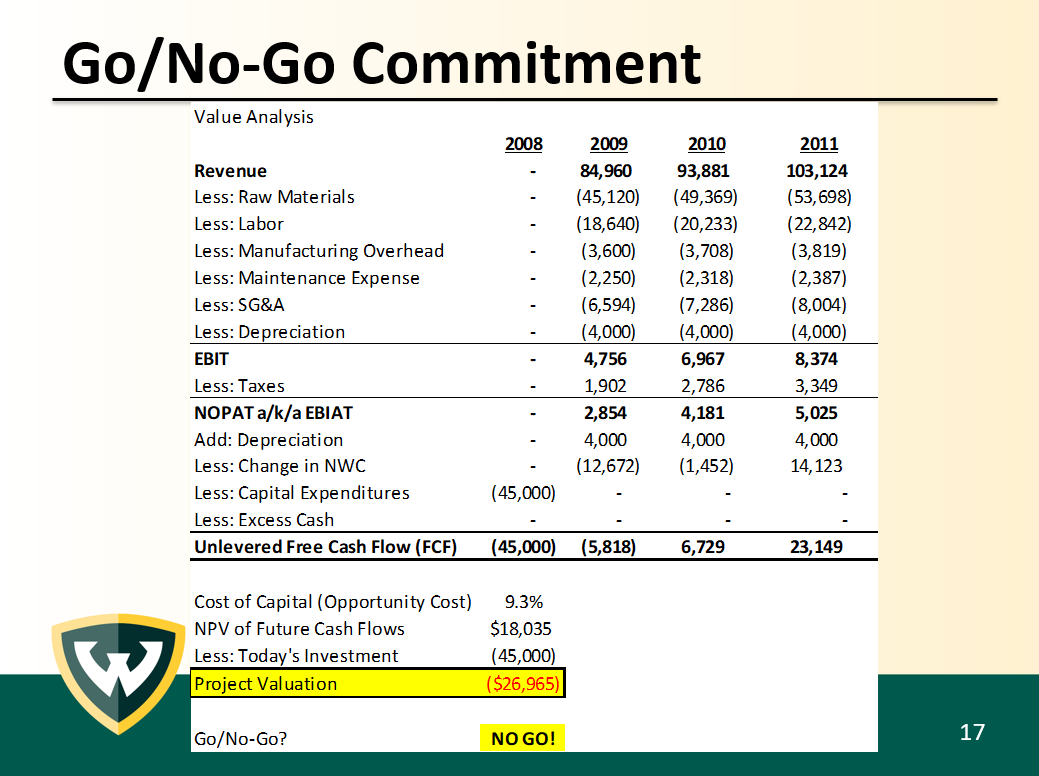 Go/No-Go Commitment
Value Analysis
2008 2009 2010 2011
Revenue - 84,960 93,881 103,124
Less: Raw Materials - (45,120) (49,369) (53,698)
Less: Labor - (18,640) (20,233) (22,842)
Less: Manufacturing Overhead - (3,600) (3,708) (3,819)
Less: Maintenance Expense - (2,250) (2,318) (2,387)
Less: SG&A - (6,594) (7,286) (8,004)
Less: Depreciation - (4,000) (4,000) (4,000)
EBIT - 4,756 6,967 8,374
Less: Taxes - 1,902 2,786 3,349
NOPAT a/k/a EBIAT - 2,854 4,181 5,025
Add: Depreciation - 4,000 4,000 4,000
Less: Change in NWC - (12,672) (1,452) 14,123
Less: Capital Expenditures (45,000) - - -
Less: Excess Cash - - - -
Unlevered Free Cash Flow (FCF) (45,000) (5,818) 6,729 23,149
Cost of Capital (Opportunity Cost) 9.3%
NPV of Future Cash Flows $18,035
Less: Today's Investment (45,000)
Project Valuation ($26,965)
Go/No-Go? NO GO!
W
17